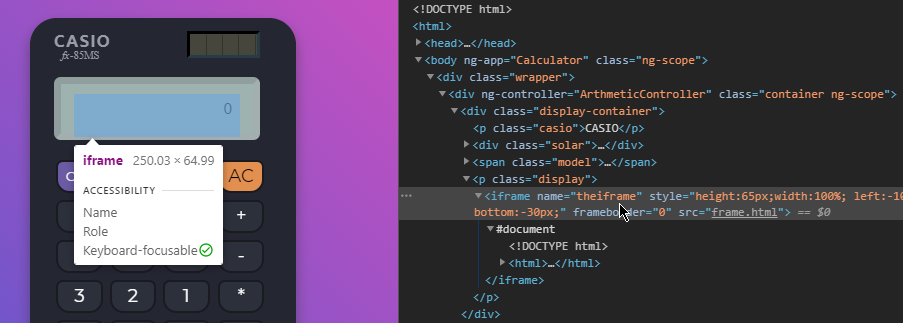 CASIO
fx-85MS
0
iframe 250.03 × 64.99
ACCESSIBILITY
Name
Role
Keyboard-focusable
AC
+
-
3 2 1 *
<!DOCTYPE html>
<html>
<head>…</head>
<body ng-app="Calculator" class="ng-scope">
<div class="wrapper">
<div ng-controller="ArthmeticController" class="container ng-scope">
<div class="display-container">
<p class="casio">CASIO</p>
<div class="solar">…</div>
<span class="model">…</span>
<p class="display">
… <iframe name="theiframe" style="height:65px;width:100%; left:-10
bottom:-30px;" frameborder="0" src="frame.html"> == $0
#document
<!DOCTYPE html>
<html>…</html>
</iframe>
</p>
</div>